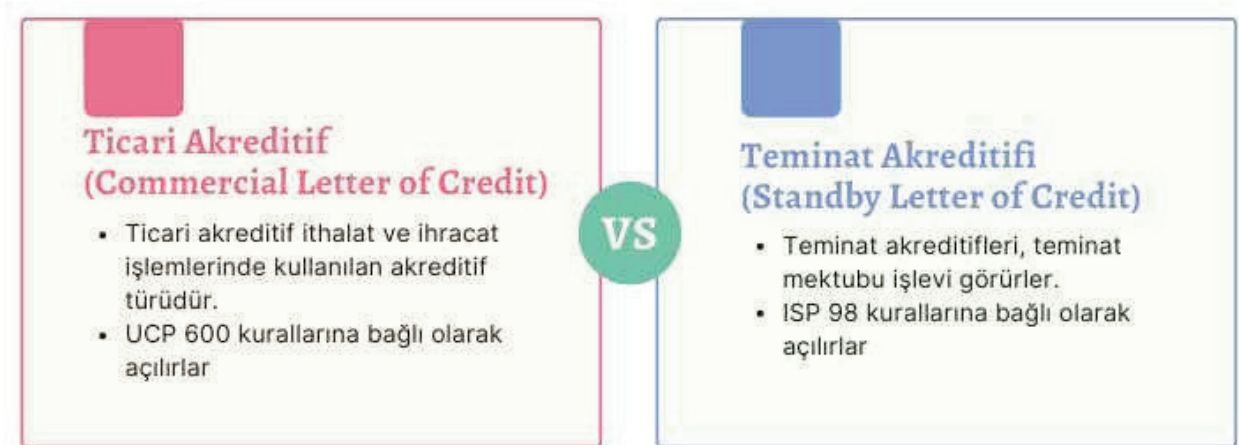 Ticari Akreditif
(Commercial Letter of Credit)
• Ticari akreditif ithalat ve ihracat
işlemlerinde kullanılan akreditif
türüdür.
• UCP 600 kurallarına bağlı olarak
açılırlar
VS
Teminat Akreditifi
(Standby Letter of Credit)
• Teminat akreditifleri, teminat
mektubu işlevi görürler.
• ISP 98 kurallarına bağlı olarak
açılırlar